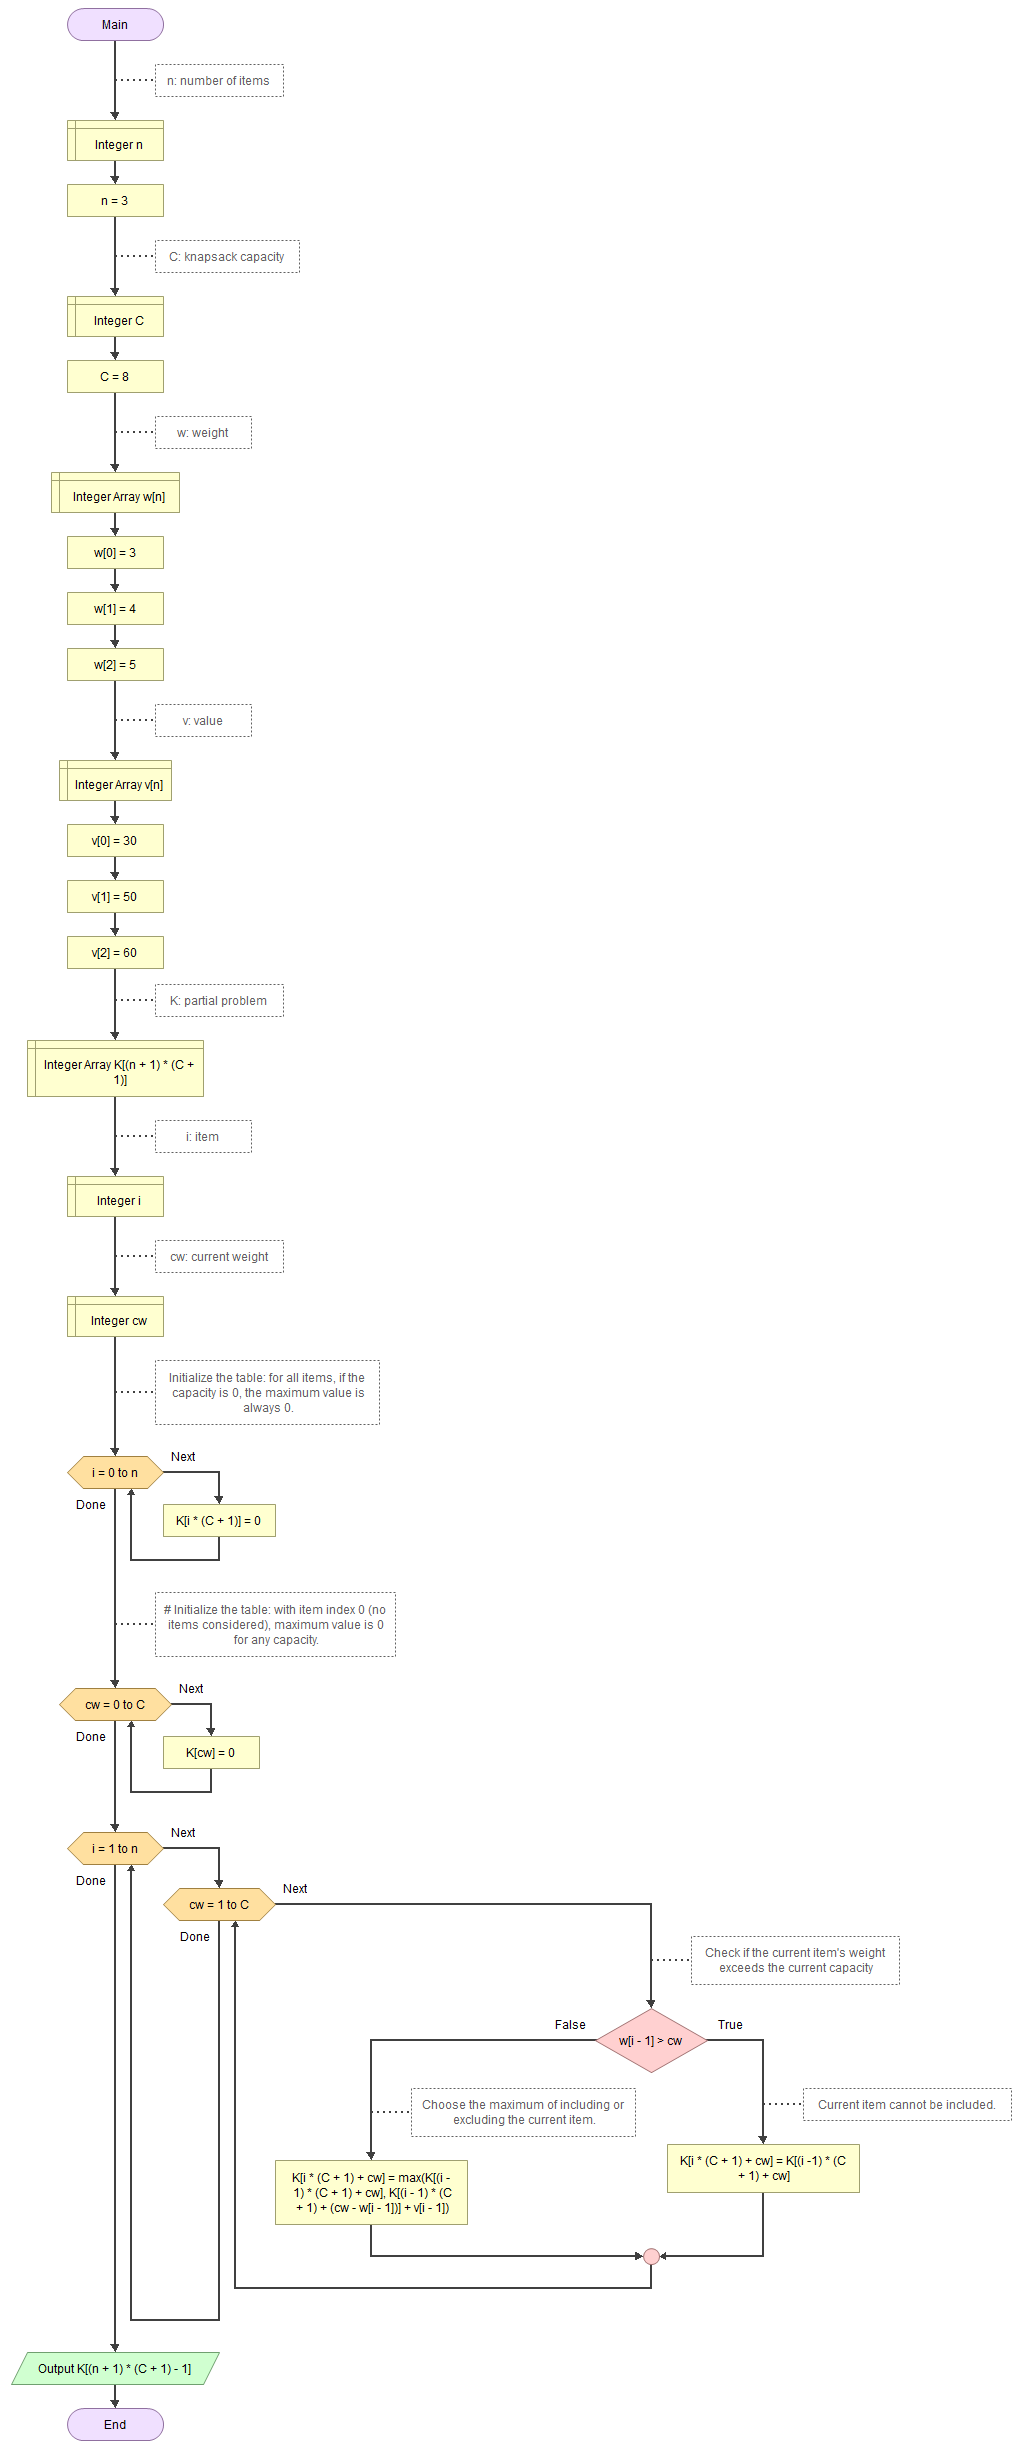 Main
n: number of items
Integer n
n = 3
C: knapsack capacity
Integer C
C = 8
w: weight
Integer Array w[n]
w[0] = 3
w[1] = 4
w[2] = 5
v: value
Integer Array v[n]
v[0] = 30
v[1] = 50
v[2] = 60
K: partial problem
Integer Array K[(n + 1) * (C +
1)]
i: item
Integer i
cw: current weight
Integer cw
Initialize the table: for all items, if the
capacity is 0, the maximum value is
always 0.
i = 0 to n
Next
Done
K[i * (C + 1)] = 0
# Initialize the table: with item index 0 (no
items considered), maximum value is 0
for any capacity.
cw = 0 to C
Next
Done
K[cw] = 0
i = 1 to n
Next
Done
cw = 1 to C
Next
Done
Check if the current item's weight
exceeds the current capacity
w[i - 1] > cw
False
True
Choose the maximum of including or
excluding the current item.
Current item cannot be included.
K[i * (C + 1) + cw] = max(K[(i -
1) * (C + 1) + cw], K[(i - 1) * (C
+ 1) + (cw - w[i - 1])] + v[i - 1])
K[i * (C + 1) + cw] = K[(i -1) * (C
+ 1) + cw]
Output K[(n + 1) * (C + 1) - 1]
End